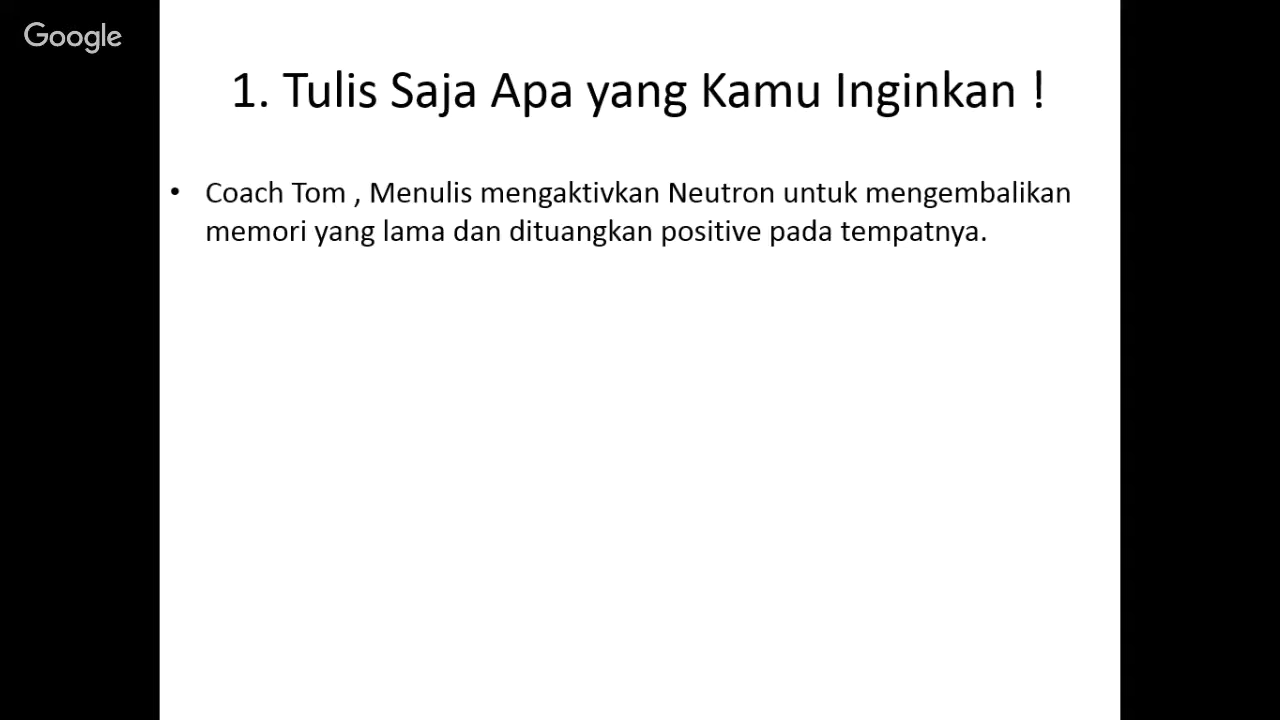 Google
1. Tulis Saja Apa yang Kamu Inginkan !
• Coach Tom , Menulis mengaktivkan Neutron untuk mengembalikan
memori yang lama dan dituangkan positive pada tempatnya.